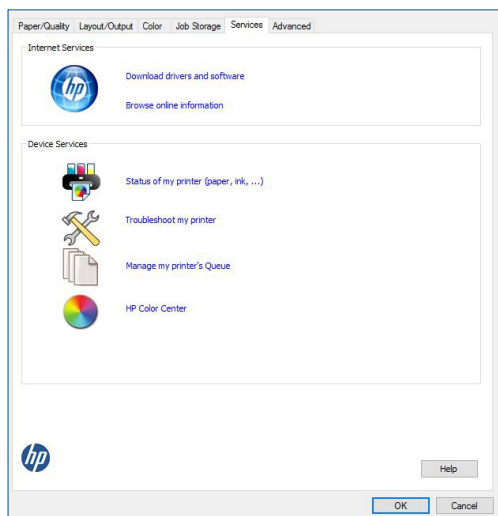 Paper/Quality Layout/Output Color Job Storage Services Advanced
Internet Services
hp
Download drivers and software
Browse online information
Device Services
Status of my printer (paper, ink, ...)
Troubleshoot my printer
Manage my printer's Queue
HP Color Center
hp
Help
OK Cancel